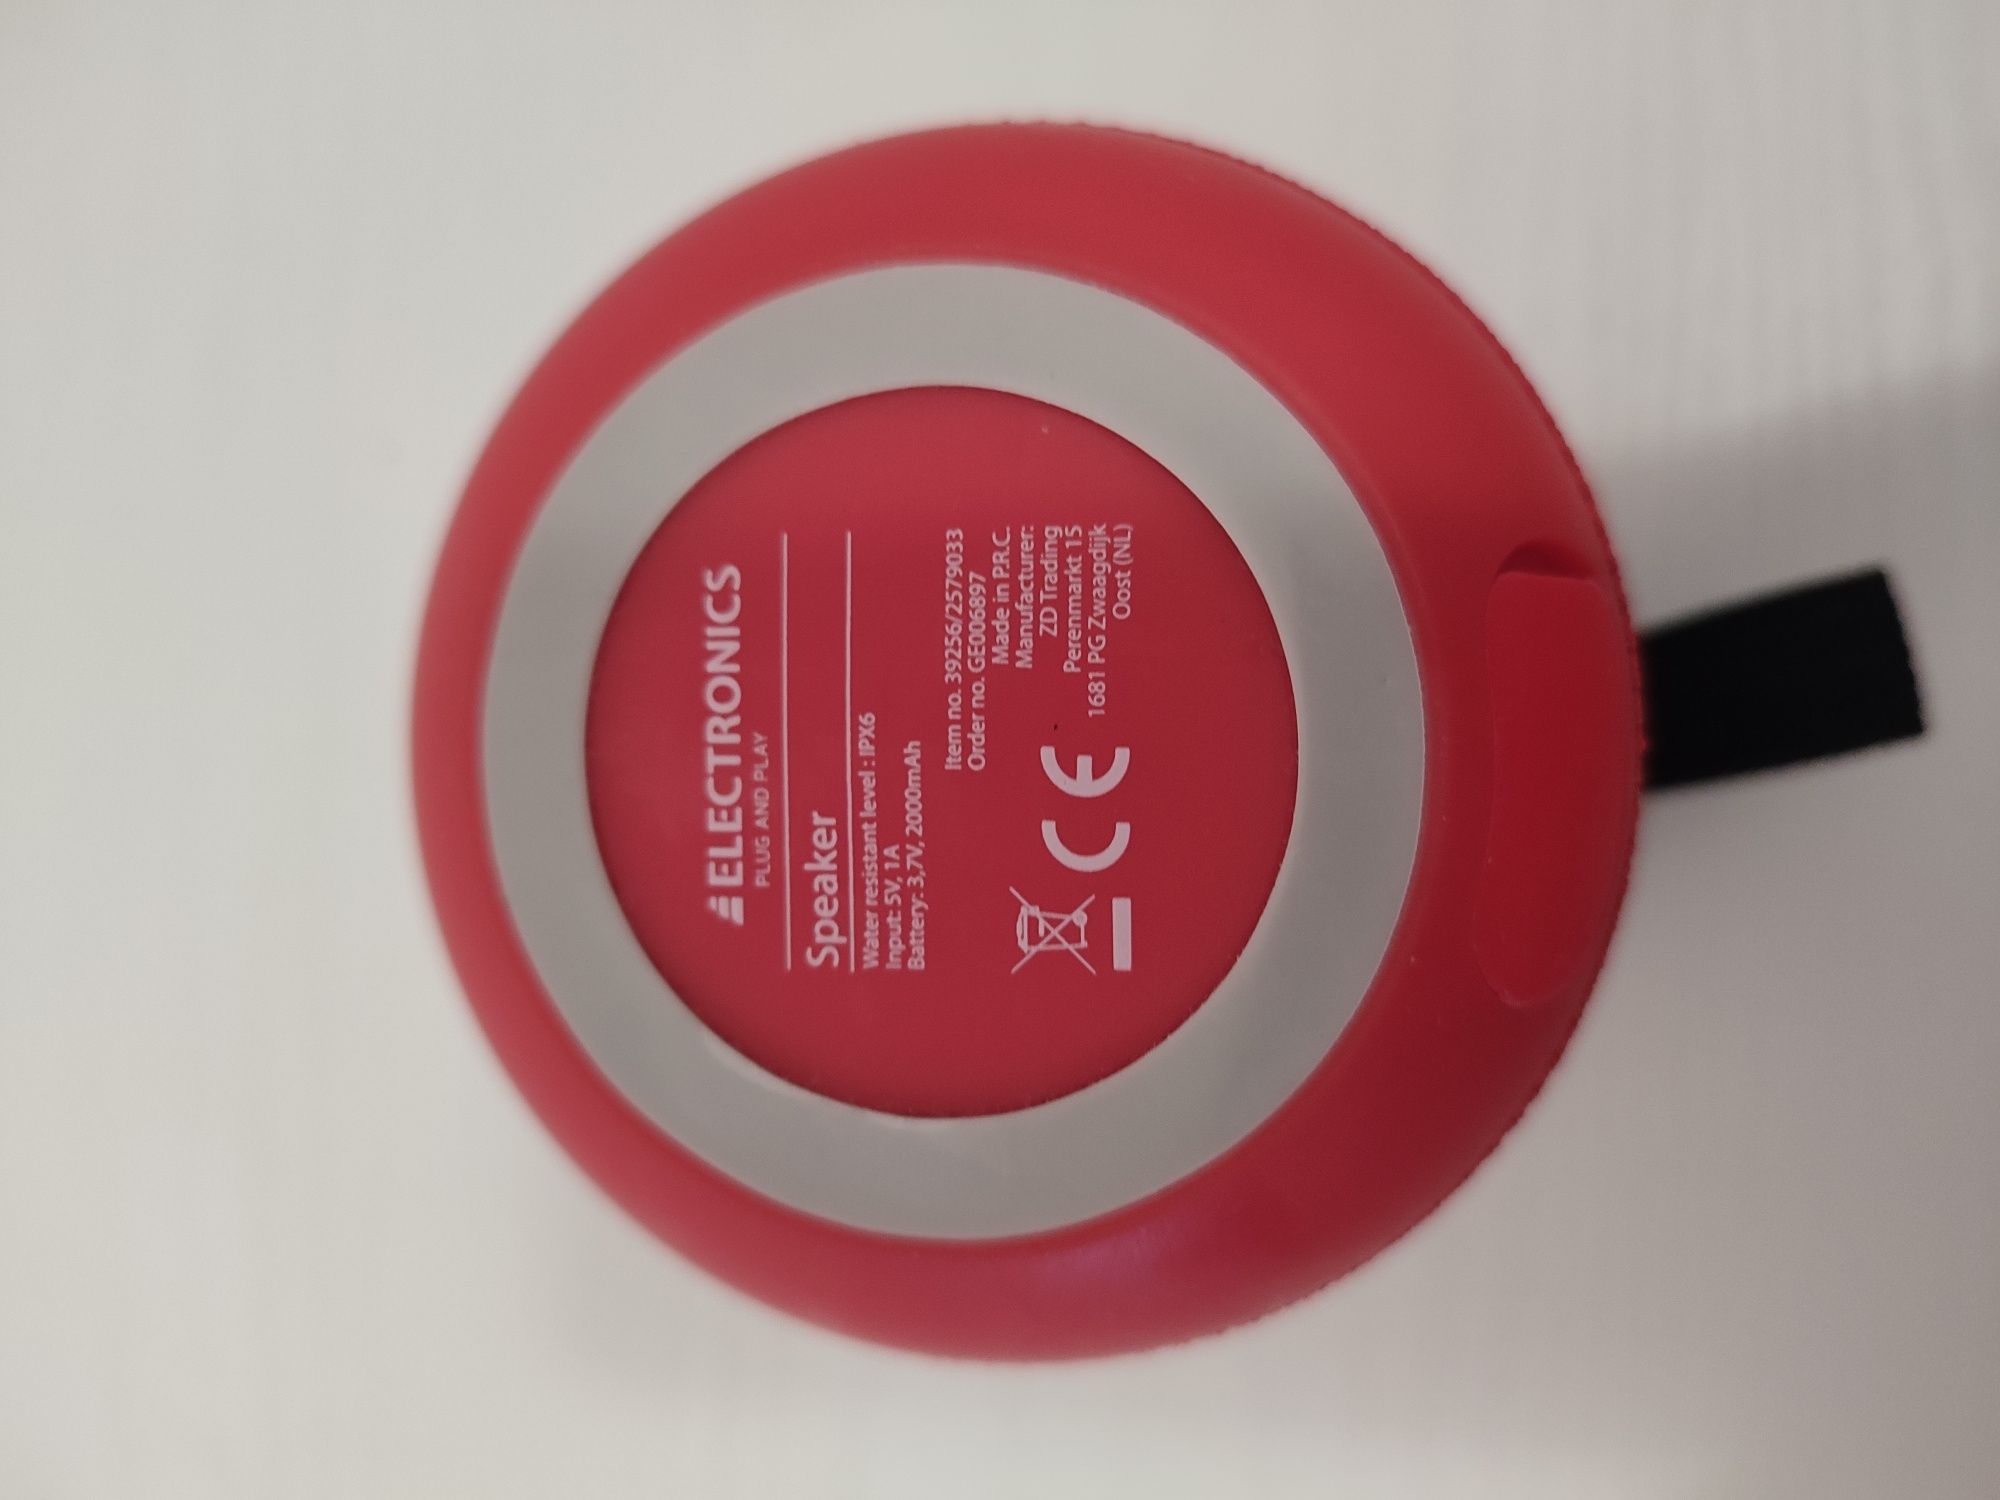 ELECTRONICS
PLUG AND PLAY
Speaker
Water resistant level : IPX6
Input: 5V, 1A
Battery: 3,7V, 2000mAh
Item no. 39256/2579033
Order no. GE006897
Made in P.R.C.
Manufacturer:
ZD Trading
Perenmarkt 15
1681 PG Zwaagdijk
Oost (NL)
CE